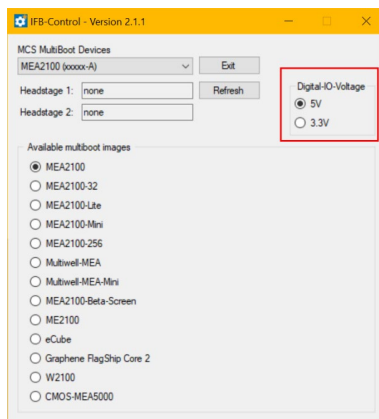 IFB-Control - Version 2.1.1
MCS MultiBoot Devices
MEA2100 (xxxxx-A)
Exit
Headstage 1: none
Refresh
Headstage 2: none
Digital-IO-Voltage
5V
3.3V
Available multiboot images
MEA2100
MEA2100-32
MEA2100-Lite
MEA2100-Mini
MEA2100-256
Multiwell-MEA
Multiwell-MEA-Mini
MEA2100-Beta-Screen
ME2100
eCube
Graphene FlagShip Core 2
W2100
CMOS-MEA5000